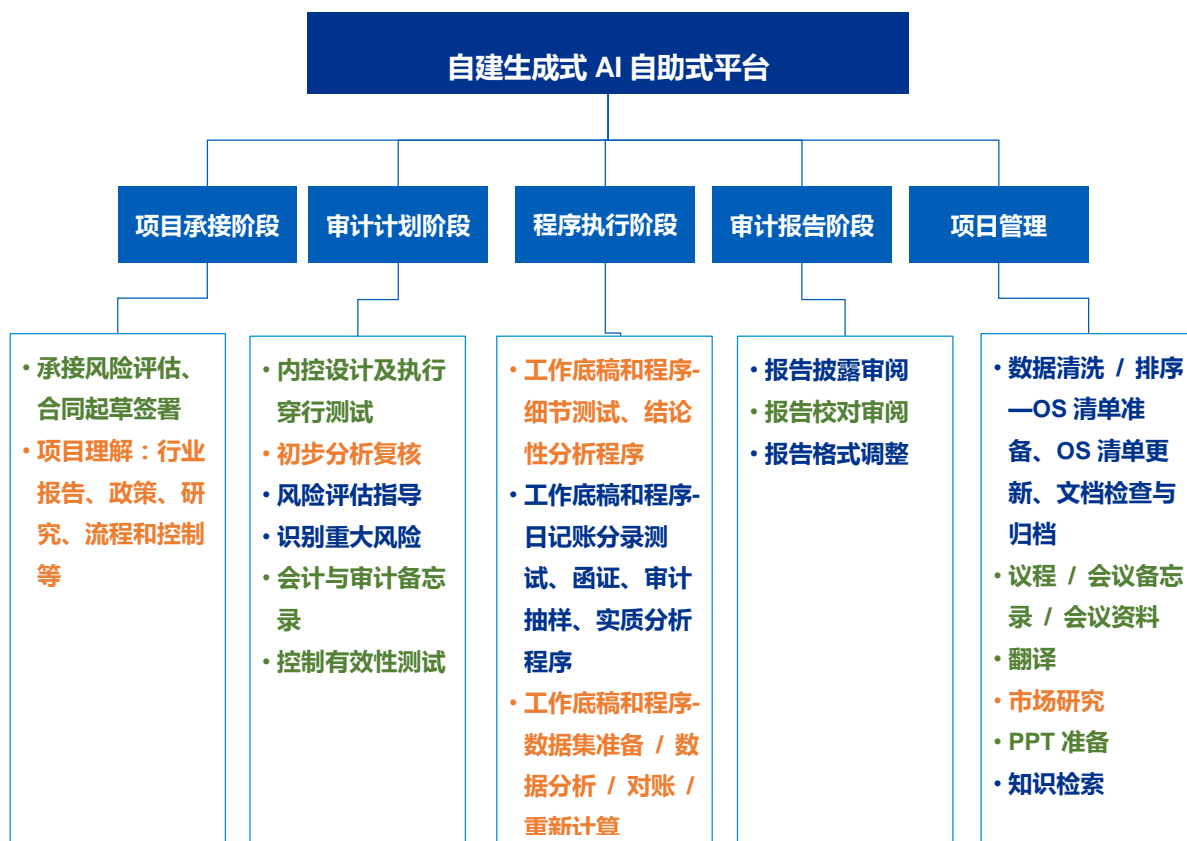 自建生成式 AI 自助式平台
项目承接阶段
审计计划阶段
程序执行阶段
审计报告阶段
项日管理
• 承接风险评估、
合同起草签署
• 项目理解：行业
报告、政策、研
究、流程和控制
等
• 内控设计及执行
穿行测试
• 初步分析复核
• 风险评估指导
• 识别重大风险
• 会计与审计备忘
录
• 控制有效性测试
• 工作底稿和程序-
细节测试、结论
性分析程序
• 工作底稿和程序-
日记账分录测
试、函证、审计
抽样、实质分析
程序
• 工作底稿和程序-
数据集准备 / 数
据分析 / 对账 /
重新计算
• 报告披露审阅
• 报告校对审阅
• 报告格式调整
• 数据清洗 / 排序
—OS 清单准
备、OS 清单更
新、文档检查与
归档
• 议程 / 会议备忘
录 / 会议资料
• 翻译
• 市场研究
• PPT 准备
• 知识检索